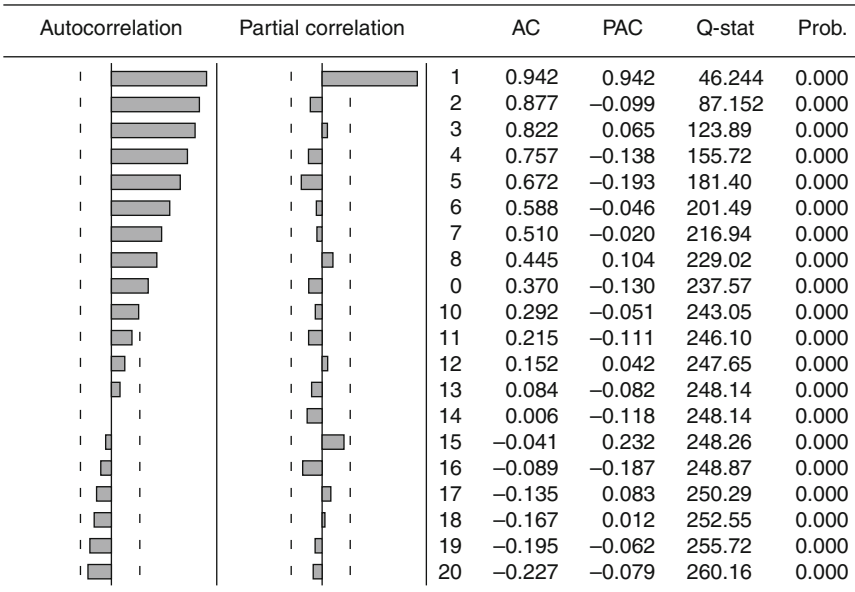 Autocorrelation Partial correlation AC PAC Q-stat Prob.
1 0.942 0.942 46.244 0.000
2 0.877 –0.099 87.152 0.000
3 0.822 0.065 123.89 0.000
4 0.757 –0.138 155.72 0.000
5 0.672 –0.193 181.40 0.000
6 0.588 –0.046 201.49 0.000
7 0.510 –0.020 216.94 0.000
8 0.445 0.104 229.02 0.000
0 0.370 –0.130 237.57 0.000
10 0.292 –0.051 243.05 0.000
11 0.215 –0.111 246.10 0.000
12 0.152 0.042 247.65 0.000
13 0.084 –0.082 248.14 0.000
14 0.006 –0.118 248.14 0.000
15 –0.041 0.232 248.26 0.000
16 –0.089 –0.187 248.87 0.000
17 –0.135 0.083 250.29 0.000
18 –0.167 0.012 252.55 0.000
19 –0.195 –0.062 255.72 0.000
20 –0.227 –0.079 260.16 0.000